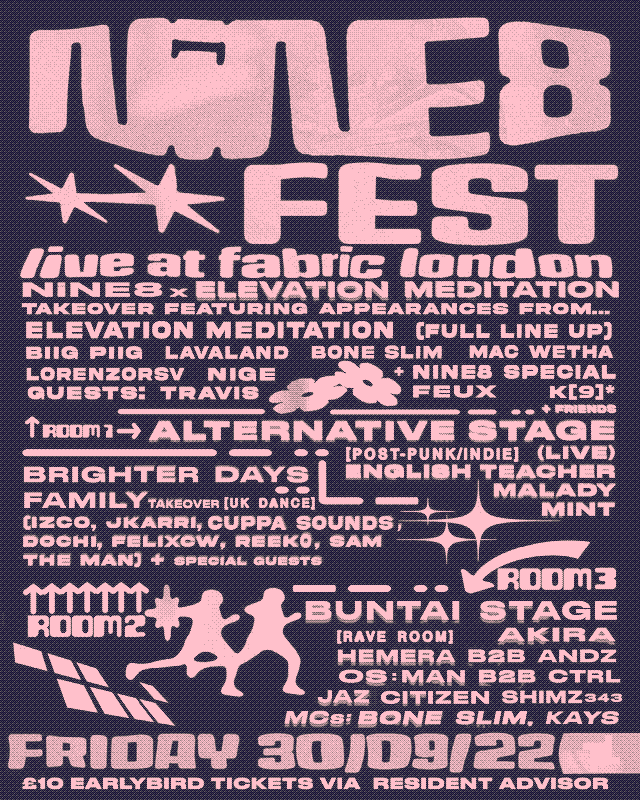 NINE8
FEST
live at fabric london
NINE8 x ELEVATION MEDITATION
TAKEOVER FEATURING APPEARANCES FROM...
ELEVATION MEDITATION (FULL LINE UP)
BIIG PIIG LAVALAND BONE SLIM MAC WETHA
LORENZORSV NIGE + NINE8 SPECIAL
GUESTS: TRAVIS FEUX K[9]*
+ FRIENDS
↑ ROOM 1 → ALTERNATIVE STAGE
[POST-PUNK/INDIE] (LIVE)
ENGLISH TEACHER
MALADY
MINT
BRIGHTER DAYS
FAMILY TAKEOVER [UK DANCE]
(IZCO, JKARRI, CUPPA SOUNDS,
DOCHI, FELIXCW, REEK0, SAM
THE MAN) + SPECIAL GUESTS
ROOM 3
ROOM 2
BUNTAI STAGE
[RAVE ROOM] AKIRA
HEMERA B2B ANDZ
OS:MAN B2B CTRL
JAZ CITIZEN SHIMZ343
MCs: BONE SLIM, KAYS
FRIDAY 30/09/22
£10 EARLYBIRD TICKETS VIA RESIDENT ADVISOR